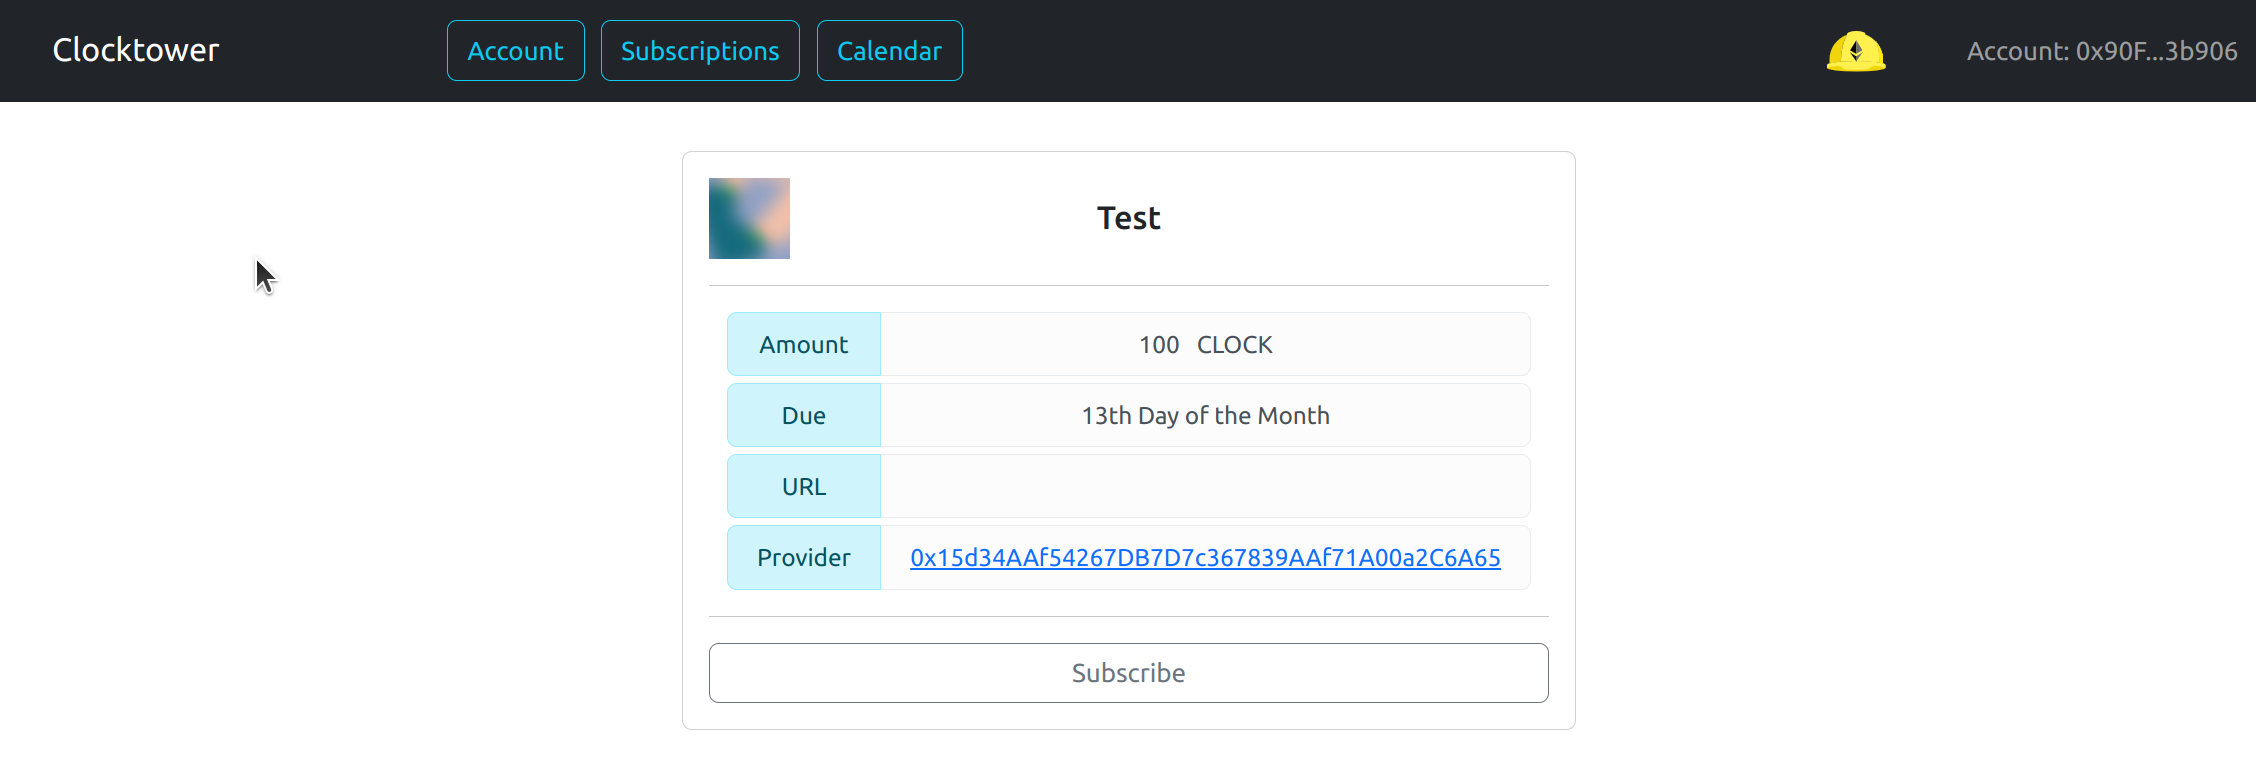 Clocktower
Account
Subscriptions
Calendar
Account: 0x90F...3b906
Test
Amount
100 CLOCK
Due
13th Day of the Month
URL
Provider
0x15d34AAf54267DB7D7c367839AAf71A00a2C6A65
Subscribe